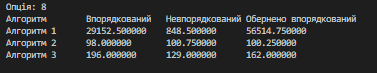 Опція: 8
Алгоритм Впорядкований Невпорядкований Обернено впорядкований
Алгоритм 1 29152.500000 848.500000 56514.750000
Алгоритм 2 98.000000 100.750000 100.250000
Алгоритм 3 196.000000 129.000000 162.000000